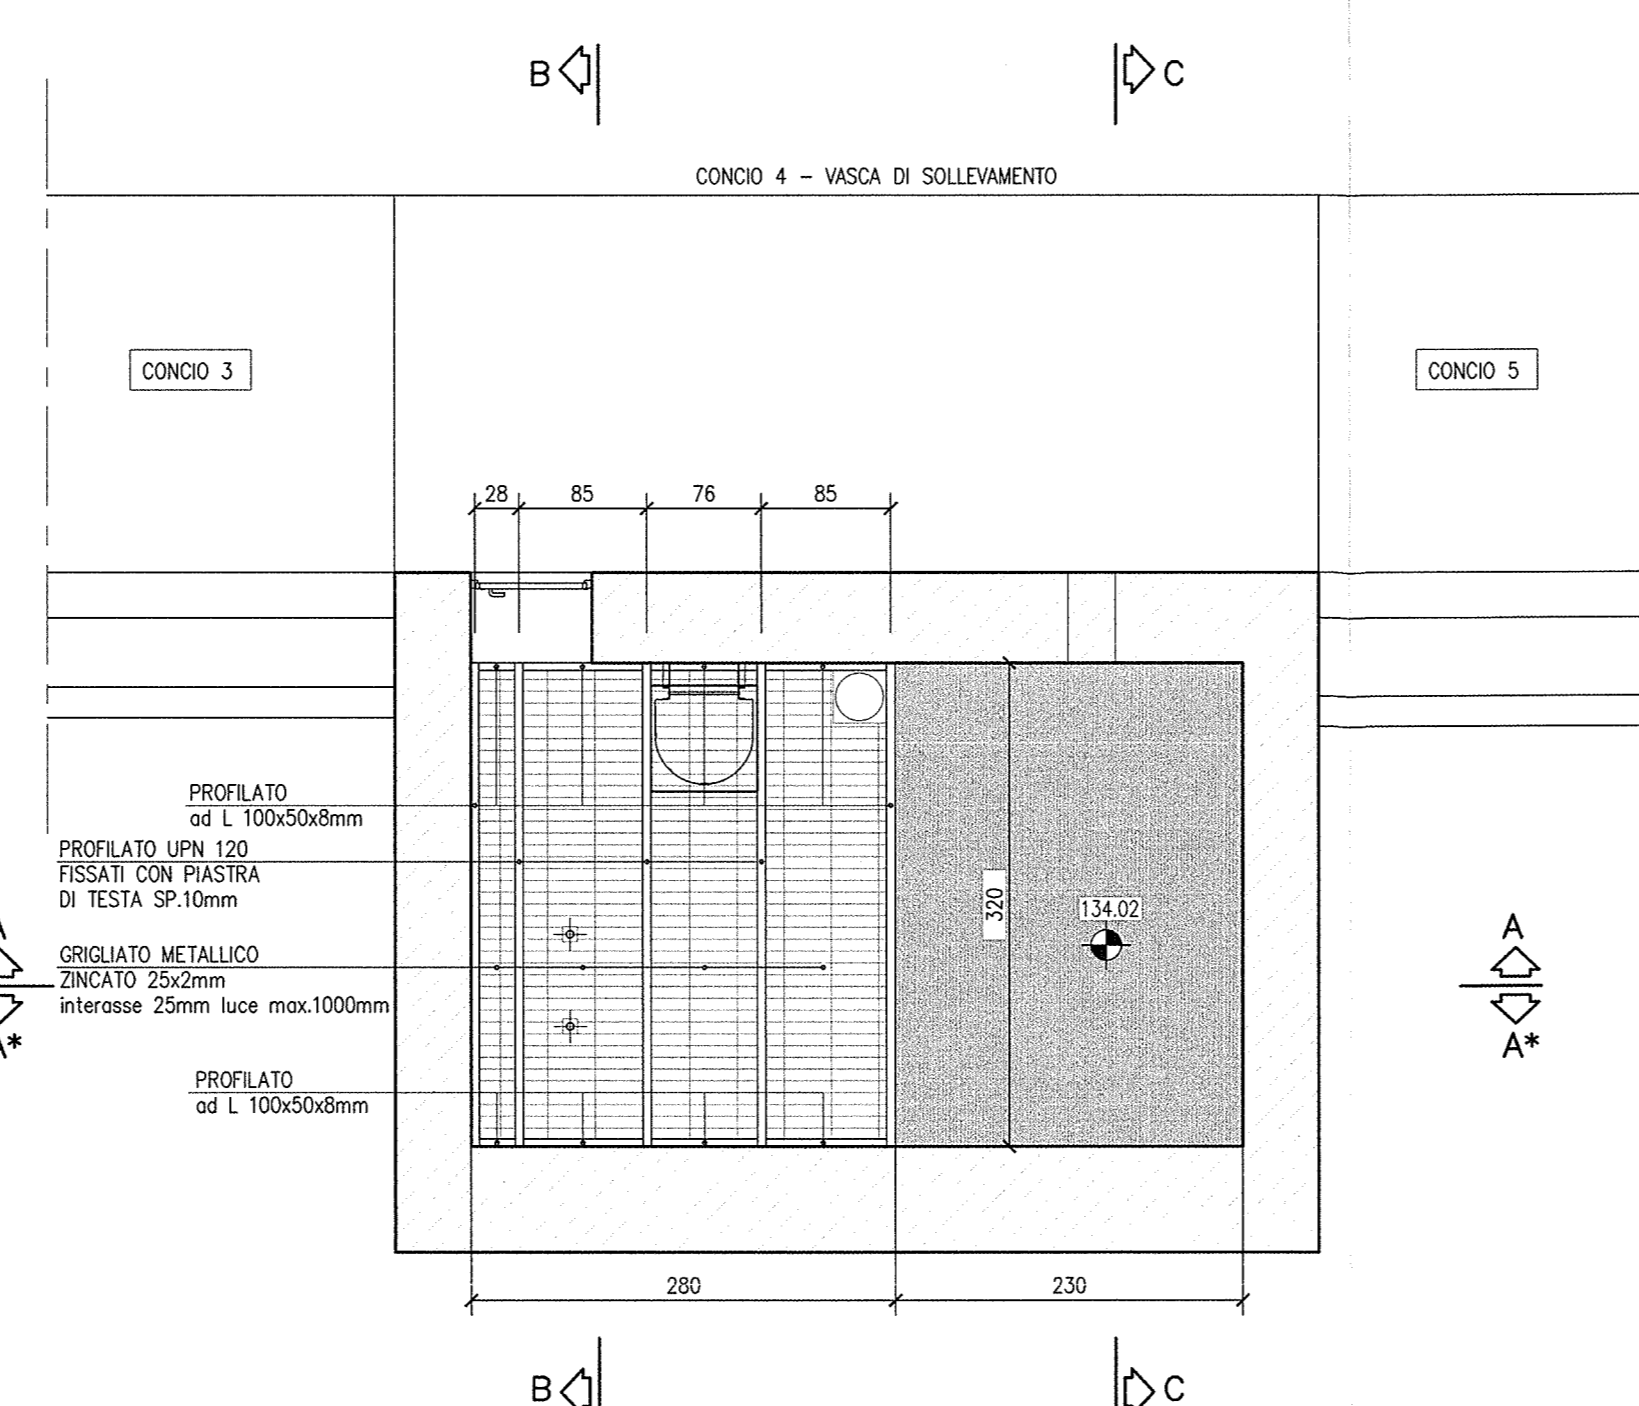 B
C
CONCIO 4 - VASCA DI SOLLEVAMENTO
CONCIO 3
CONCIO 5
28
85
76
85
PROFILATO
ad L 100x50x8mm
PROFILATO UPN 120
FISSATI CON PIASTRA
DI TESTA SP.10mm
320
134.02
A
A
GRIGLIATO METALLICO
ZINCATO 25x2mm
interasse 25mm luce max.1000mm
A*
A*
PROFILATO
ad L 100x50x8mm
280
230
B
C